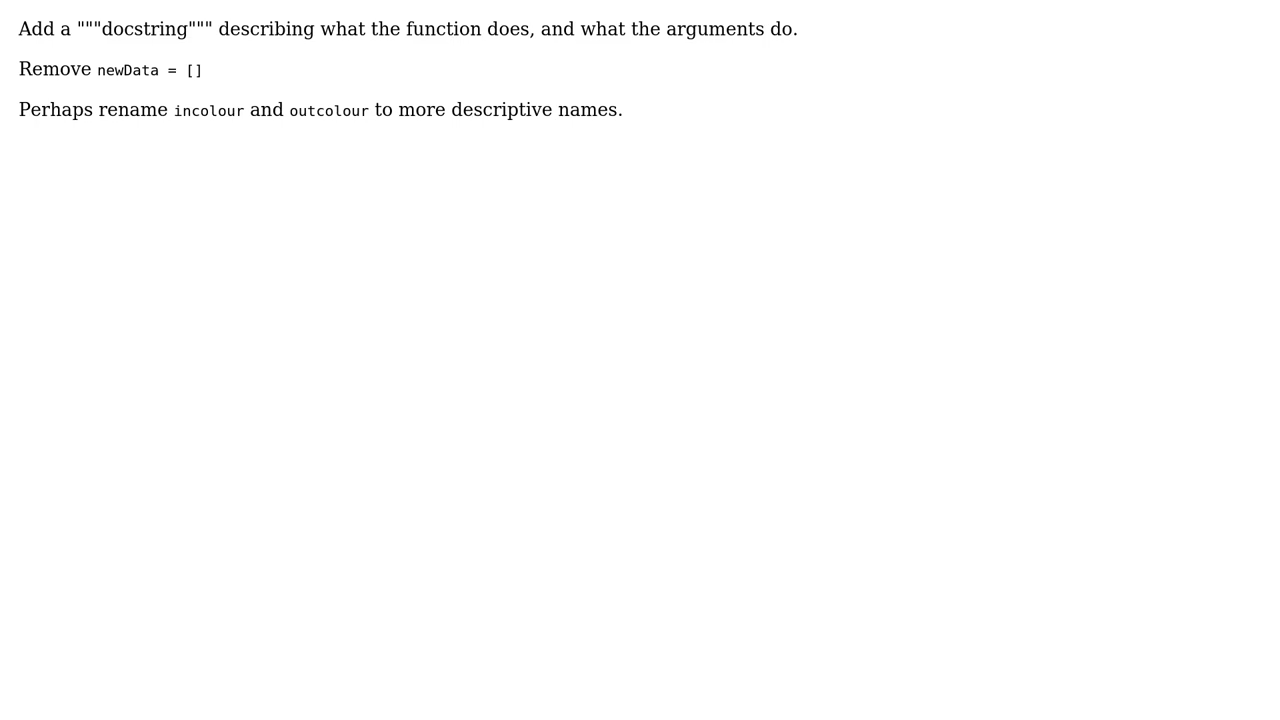 Add a """docstring""" describing what the function does, and what the arguments do.
Remove newData = []
Perhaps rename incolour and outcolour to more descriptive names.